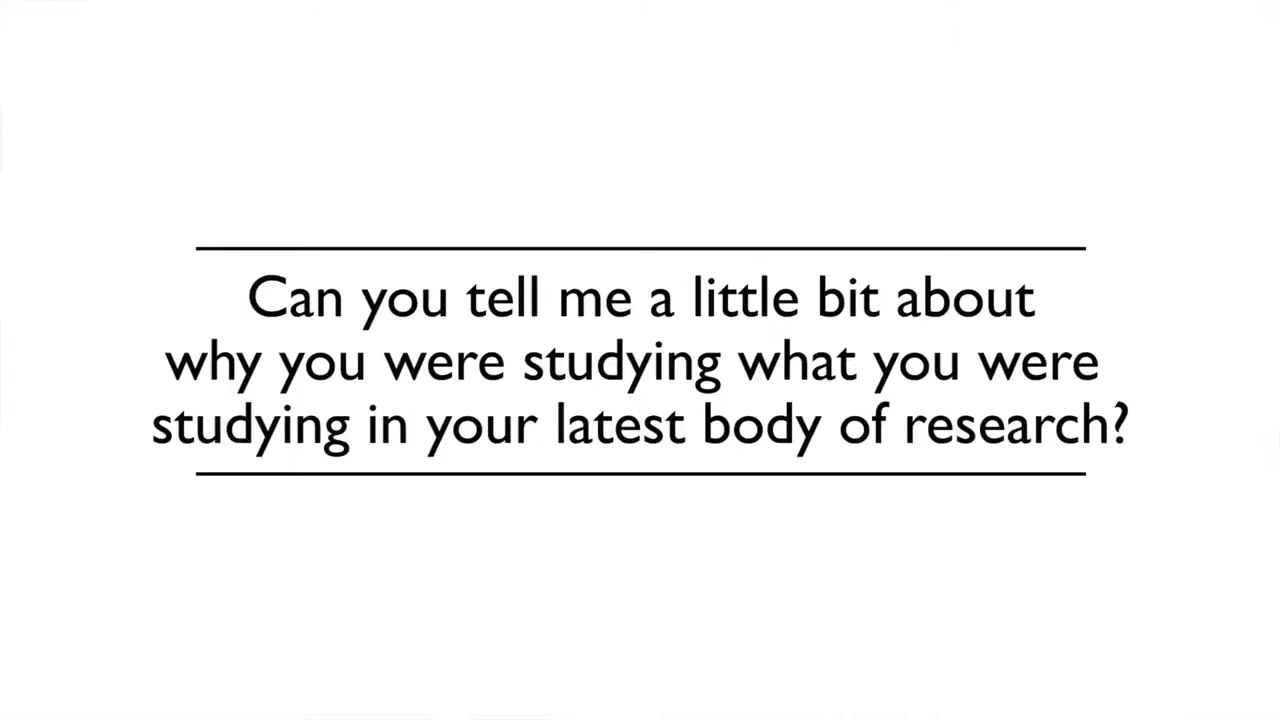 Can you tell me a little bit about
why you were studying what you were
studying in your latest body of research?